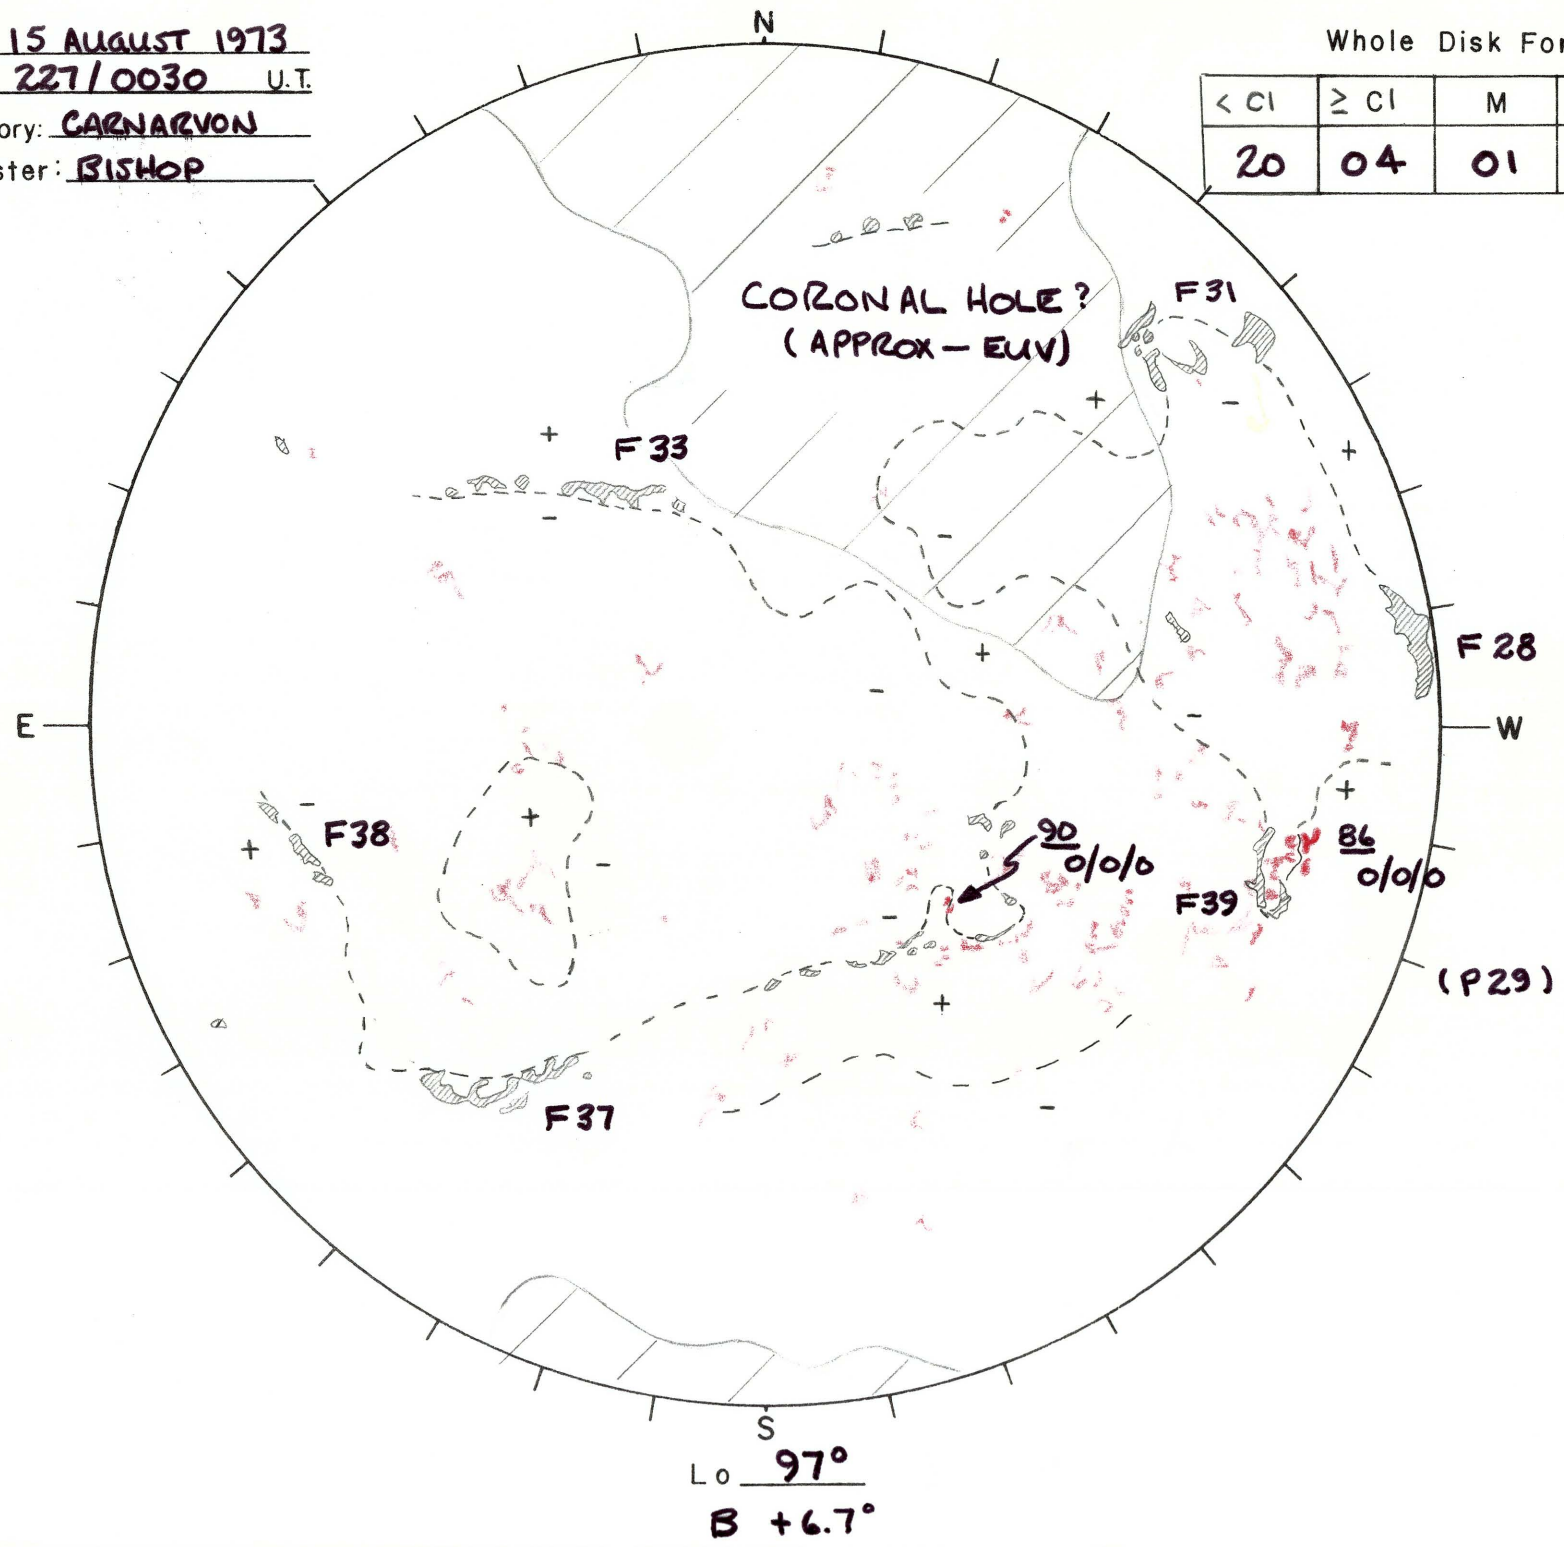 15 AUGUST 1973
227/0030 U.T.
ory: CARNARVON
ster: BISHOP
N
Whole Disk For
< C1 ≥ C1 M
20 04 01
CORONAL HOLE?
(APPROX — EUV)
F31
+
-
+
+
F33
-
-
F28
+
-
E
-
W
+
+
-
F38
+
-
90
0/0/0
86
0/0/0
F39
-
(P29)
+
F37
-
S
Lo 97°
B +6.7°